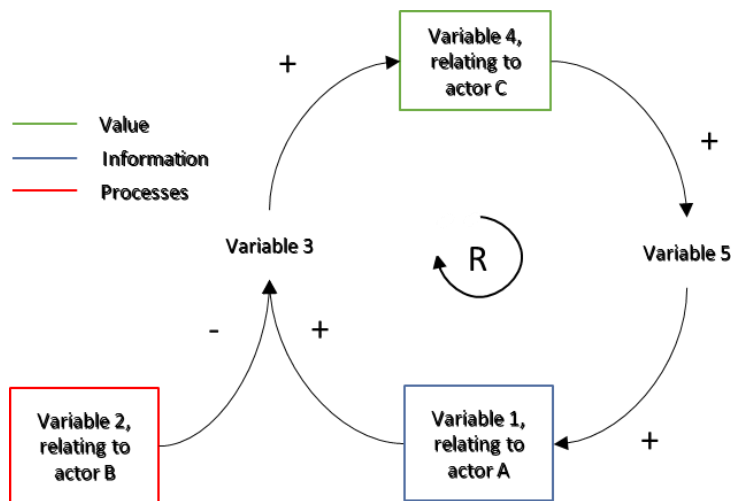 Variable 4,
relating to
actor C
+
+
Value
Information
Processes
Variable 3
R
Variable 5
-
+
Variable 2,
relating to
actor B
Variable 1,
relating to
actor A
+